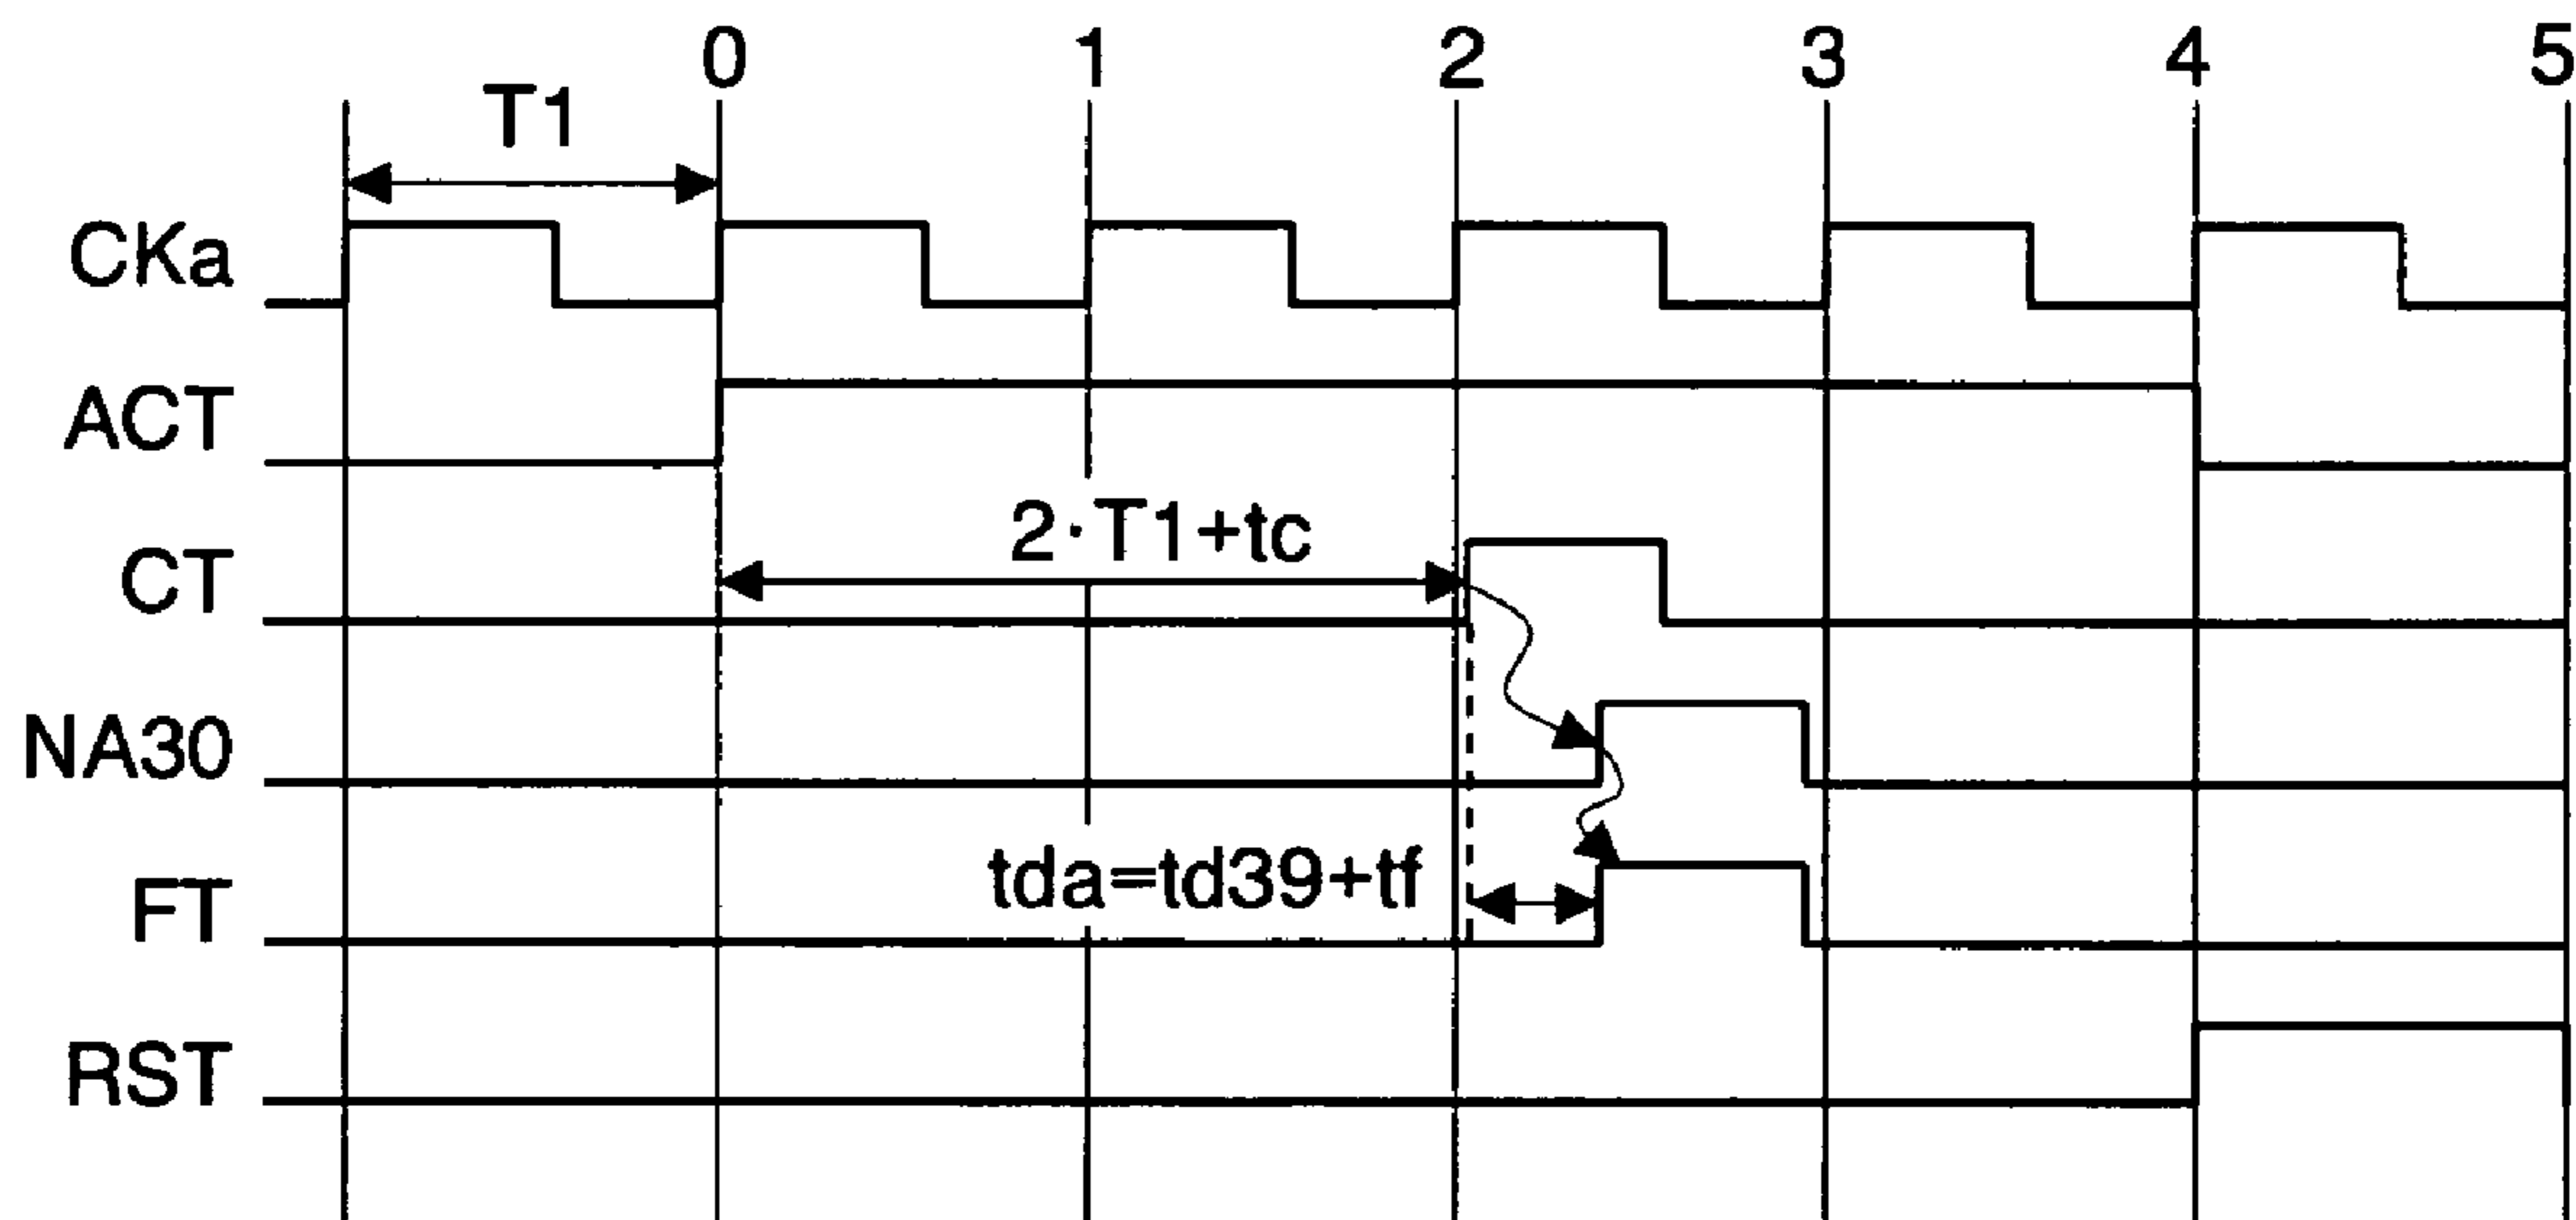 0 1 2 3 4 5
T1
CKa
ACT
2·T1+tc
CT
NA30
tda=td39+tf
FT
RST